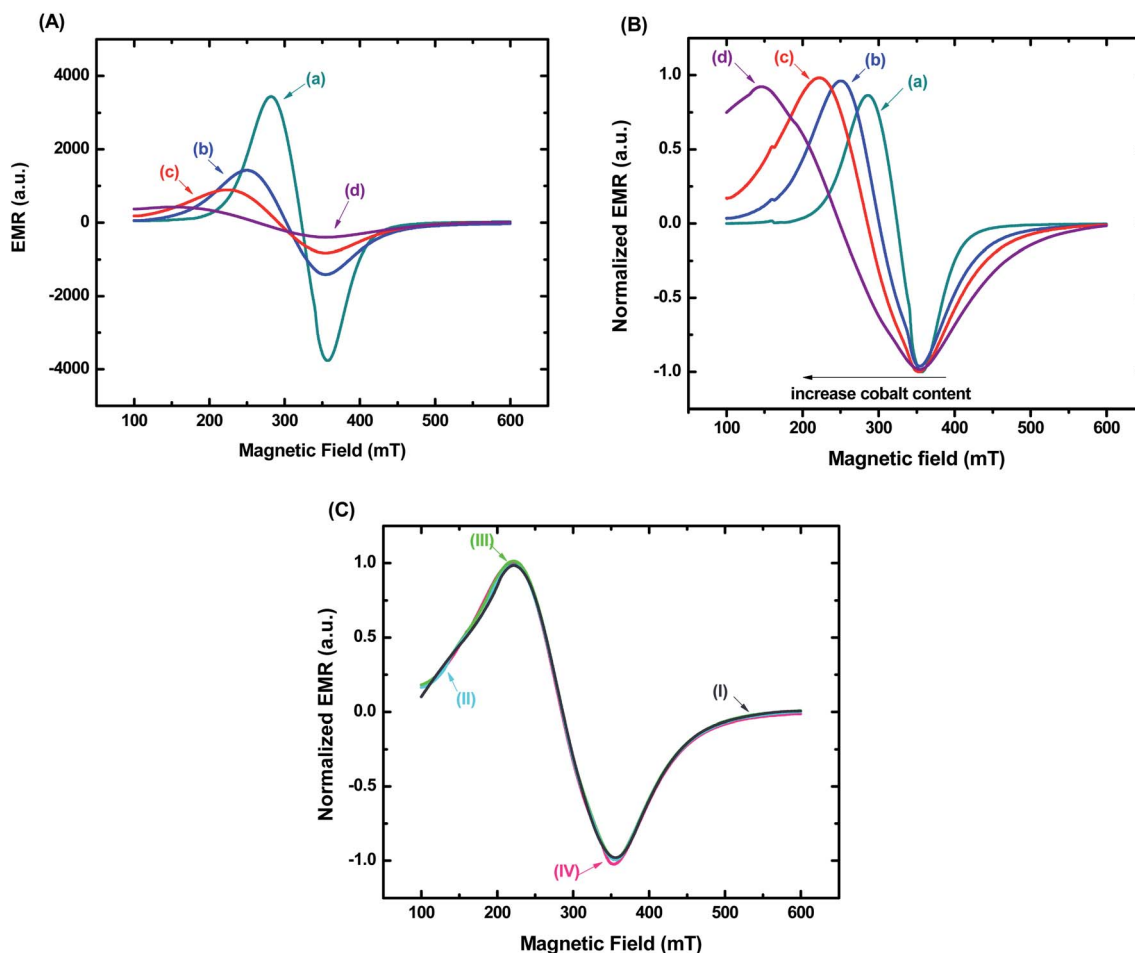 (A)
4000
2000
0
-2000
-4000
EMR (a.u.)
(a)
(b)
(c)
(d)
100 200 300 400 500 600
Magnetic Field (mT)
(B)
1.0
0.5
0.0
-0.5
-1.0
Normalized EMR (a.u.)
(d)
(c)
(b)
(a)
increase cobalt content
100 200 300 400 500 600
Magnetic field (mT)
(C)
1.0
0.5
0.0
-0.5
-1.0
Normalized EMR (a.u.)
(III)
(II)
(I)
(IV)
100 200 300 400 500 600
Magnetic Field (mT)